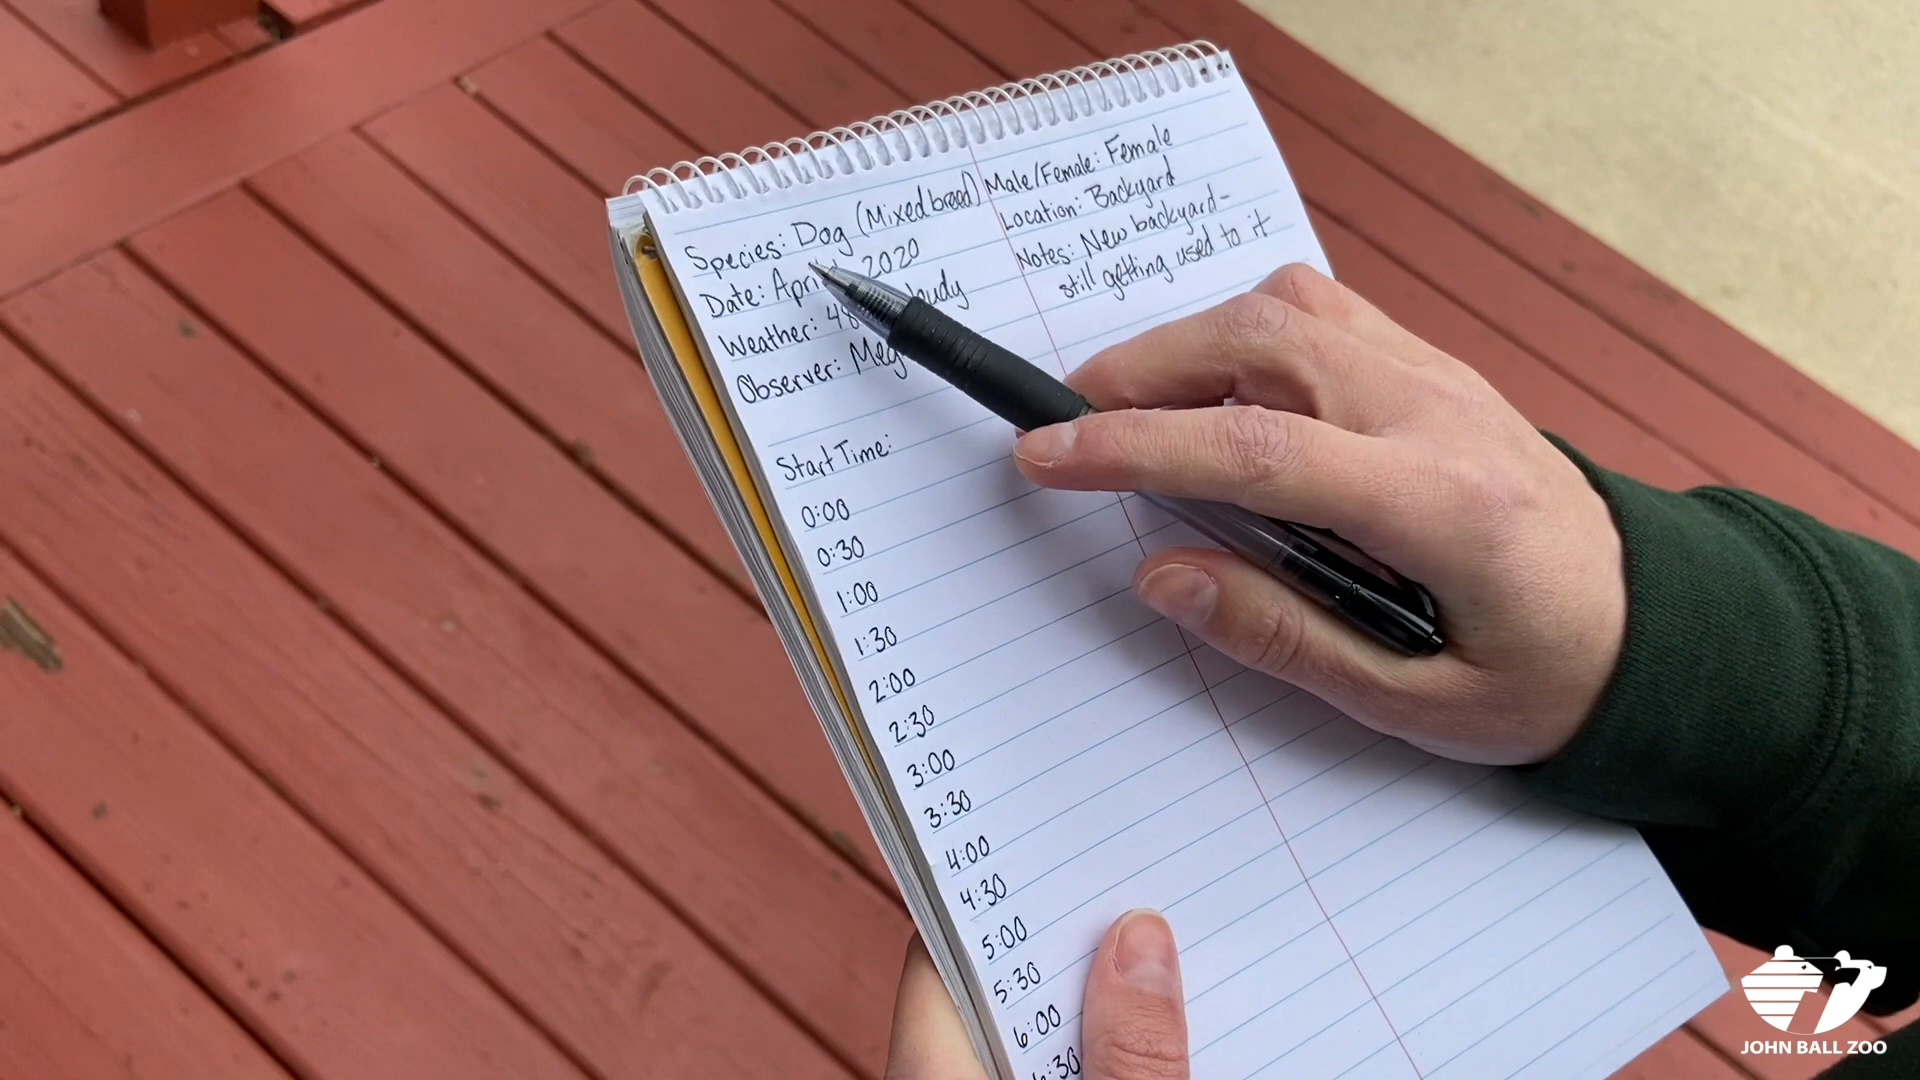 Species: Dog (Mixed breed)
Date: 2020
Weather:
Observer:
Male/Female: Female
Location: Backyard
Notes: New backyard-
still getting used to it
Start Time:
0:00
0:30
1:00
1:30
2:00
2:30
3:00
3:30
4:00
4:30
5:00
5:30
6:00
JOHN BALL ZOO